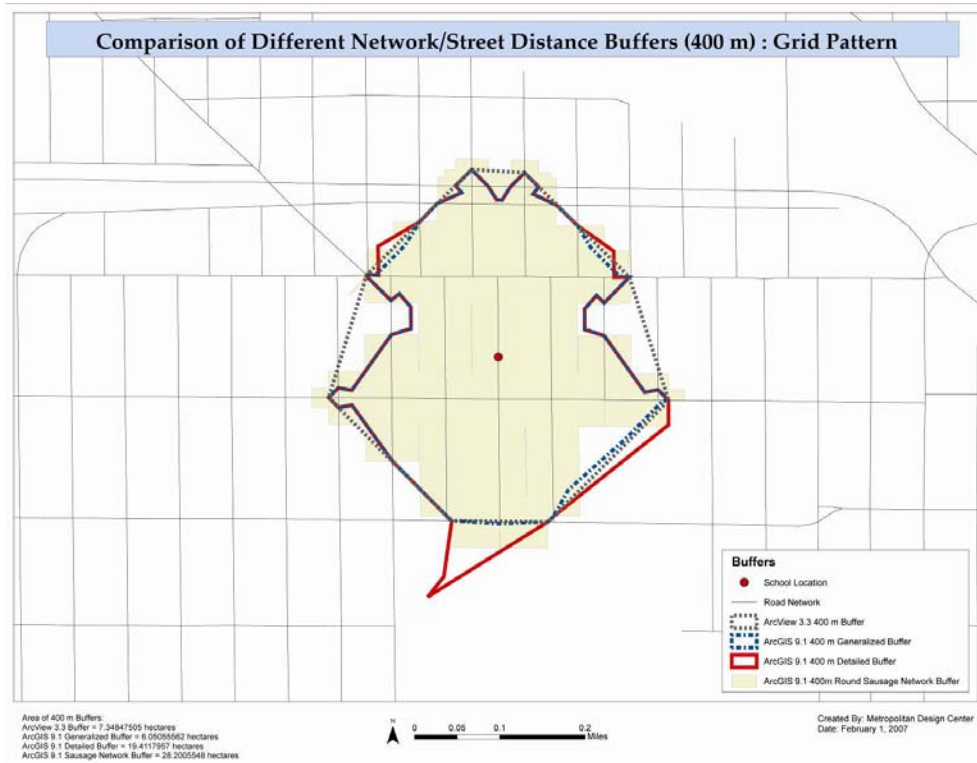 Comparison of Different Network/Street Distance Buffers (400 m) : Grid Pattern
Buffers
School Location
Road Network
ArcView 3.3 400 m Buffer
ArcGIS 9.1 400 m Generalized Buffer
ArcGIS 9.1 400 m Detailed Buffer
ArcGIS 9.1 400m Round Sausage Network Buffer
Area of 400 m Buffers:
ArcView 3.3 Buffer = 7.34847505 hectares
ArcGIS 9.1 Generalized Buffer = 6.05055562 hectares
ArcGIS 9.1 Detailed Buffer = 19.4117957 hectares
ArcGIS 9.1 Sausage Network Buffer = 28.2005548 hectares
N
0 0.05 0.1 0.2
Miles
Created By: Metropolitan Design Center
Date: February 1, 2007